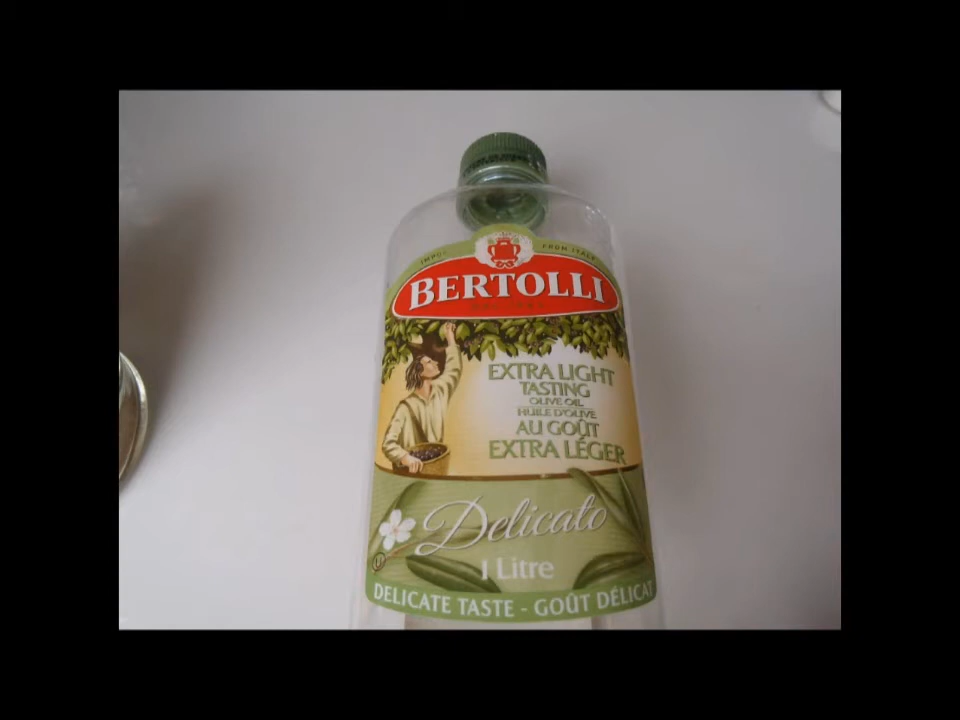 FROM ITALY
BERTOLLI
EXTRA LIGHT
TASTING
OLIVE OIL
HUILE D'OLIVE
AU GOÛT
EXTRA LÉGER
Delicato
1 Litre
DELICATE TASTE - GOÛT DÉLICAT